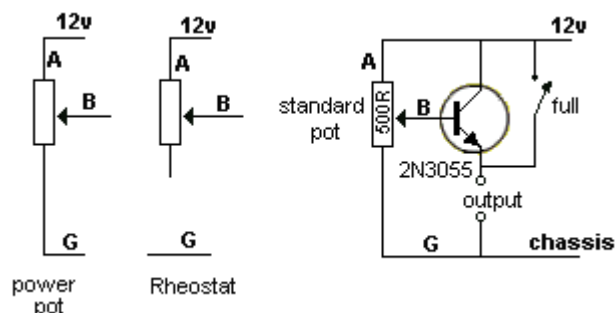 12v
A
B
G
power
pot
12v
A
B
G
Rheostat
12v
A
standard
pot
500R
B
full
2N3055
output
G
chassis